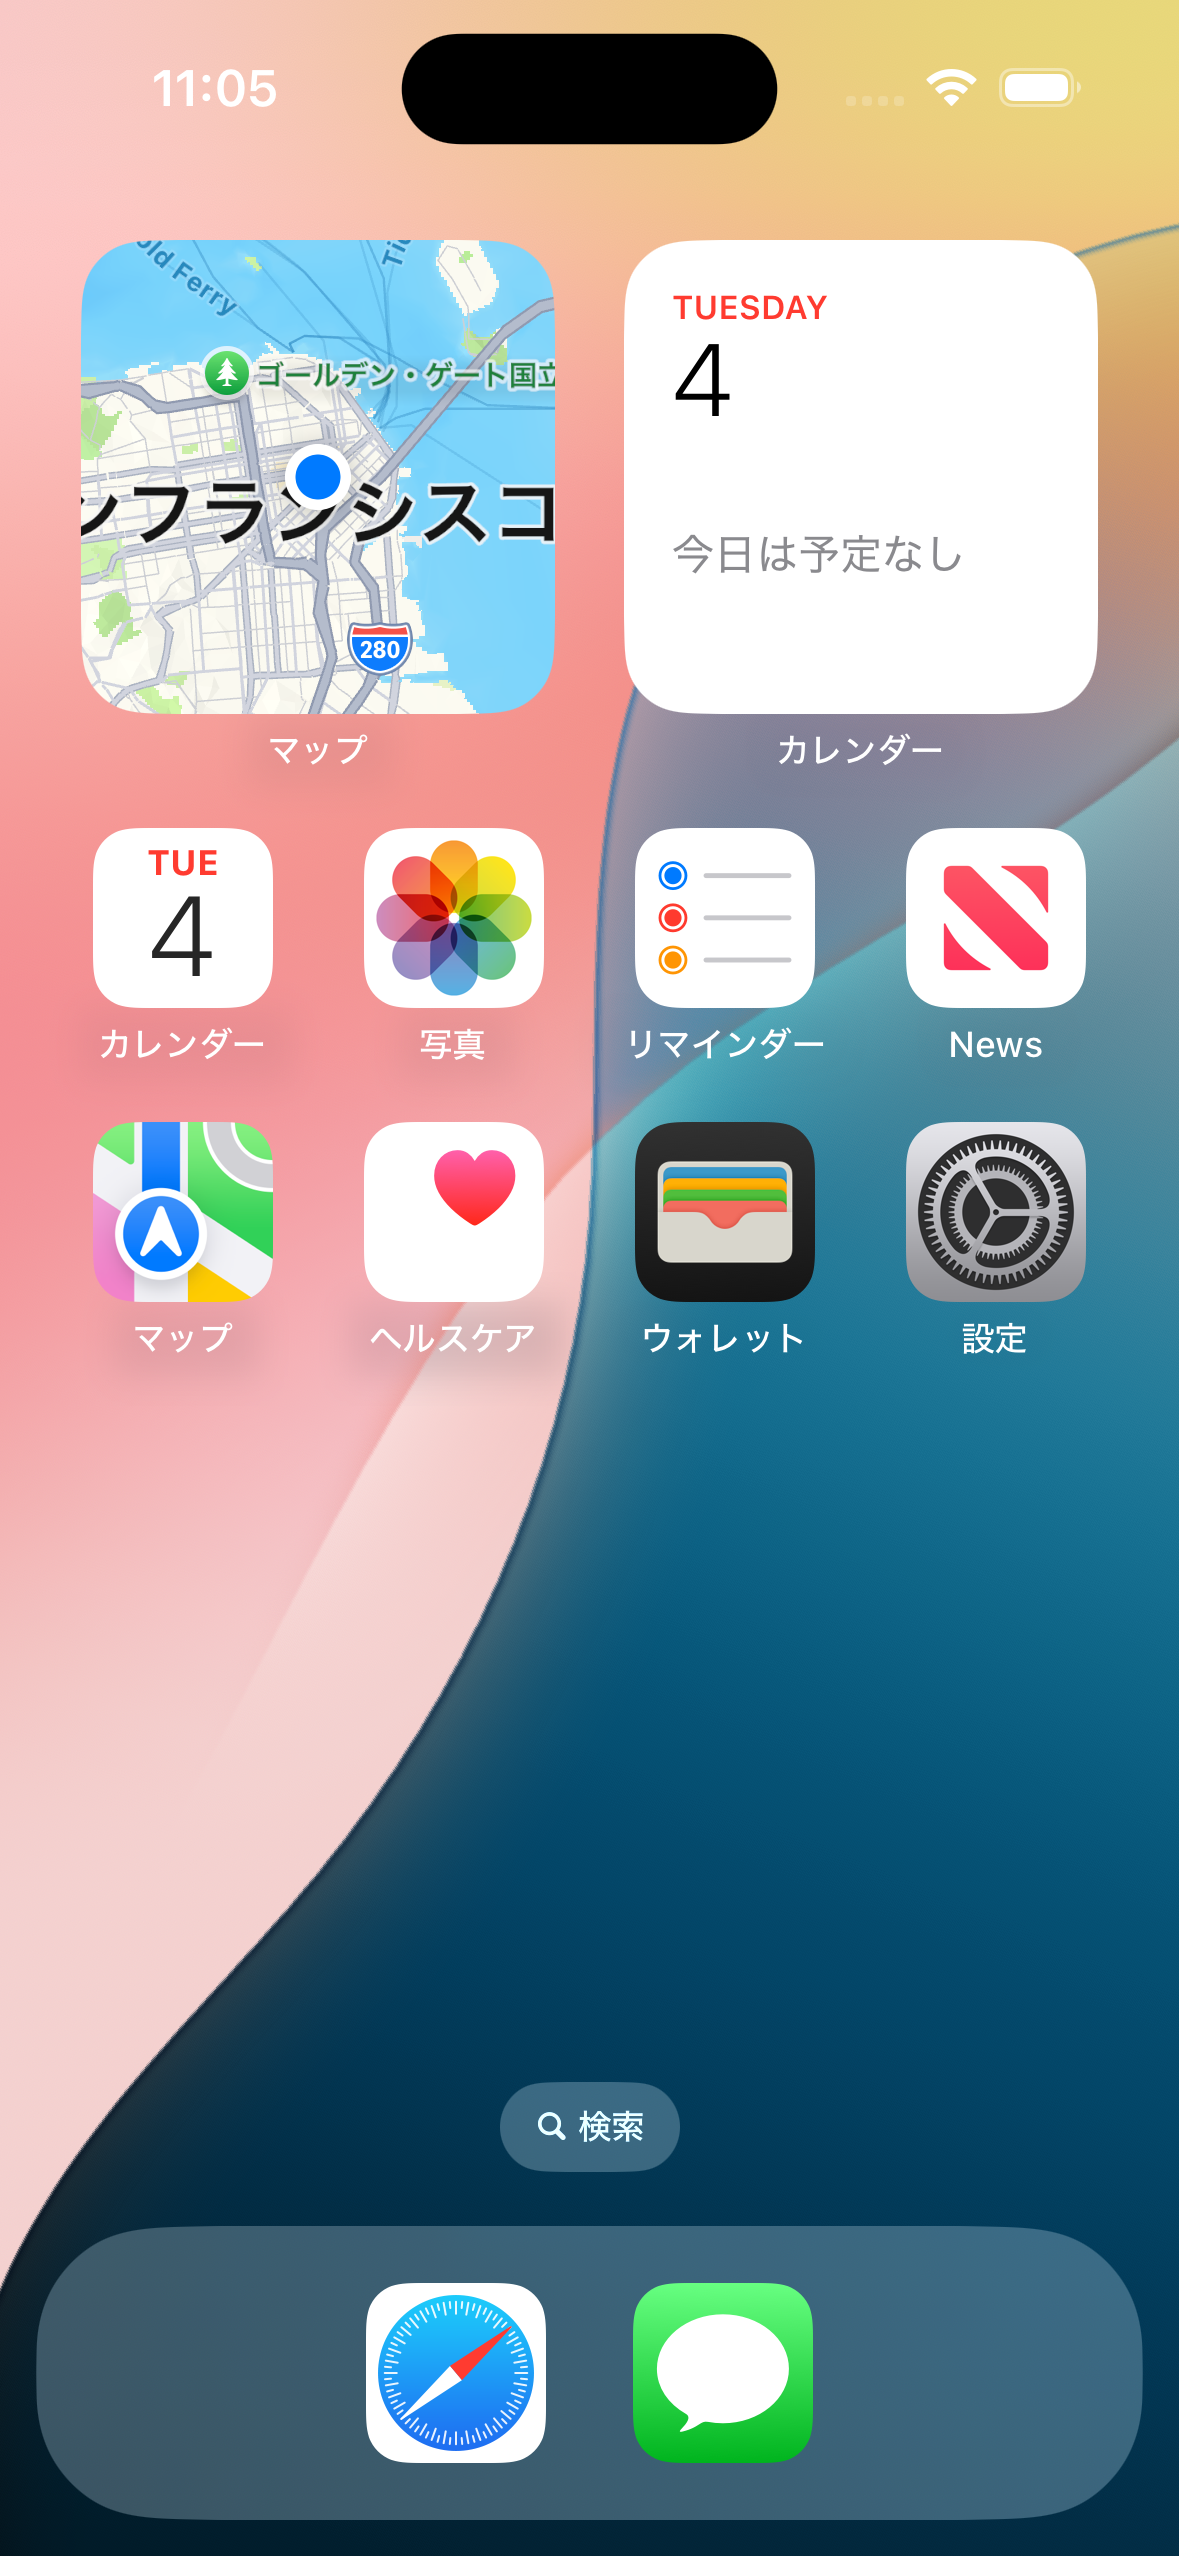 11:05
old Ferry
ゴールデン・ゲート国立
ンフランシスコ
280
マップ
TUESDAY
4
今日は予定なし
カレンダー
TUE
4
カレンダー
写真
リマインダー
News
マップ
ヘルスケア
ウォレット
設定
検索